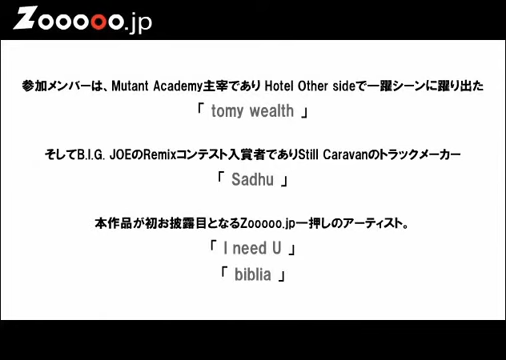 Zooooo.jp
参加メンバーは、Mutant Academy主宰であり Hotel Other sideで一躍シーンに躍り出た
「 tomy wealth 」
そしてB.I.G. JOEのRemixコンテスト入賞者でありStill Caravanのトラックメーカー
「 Sadhu 」
本作品が初お披露目となるZooooo.jp一押しのアーティスト。
「 I need U 」
「 biblia 」